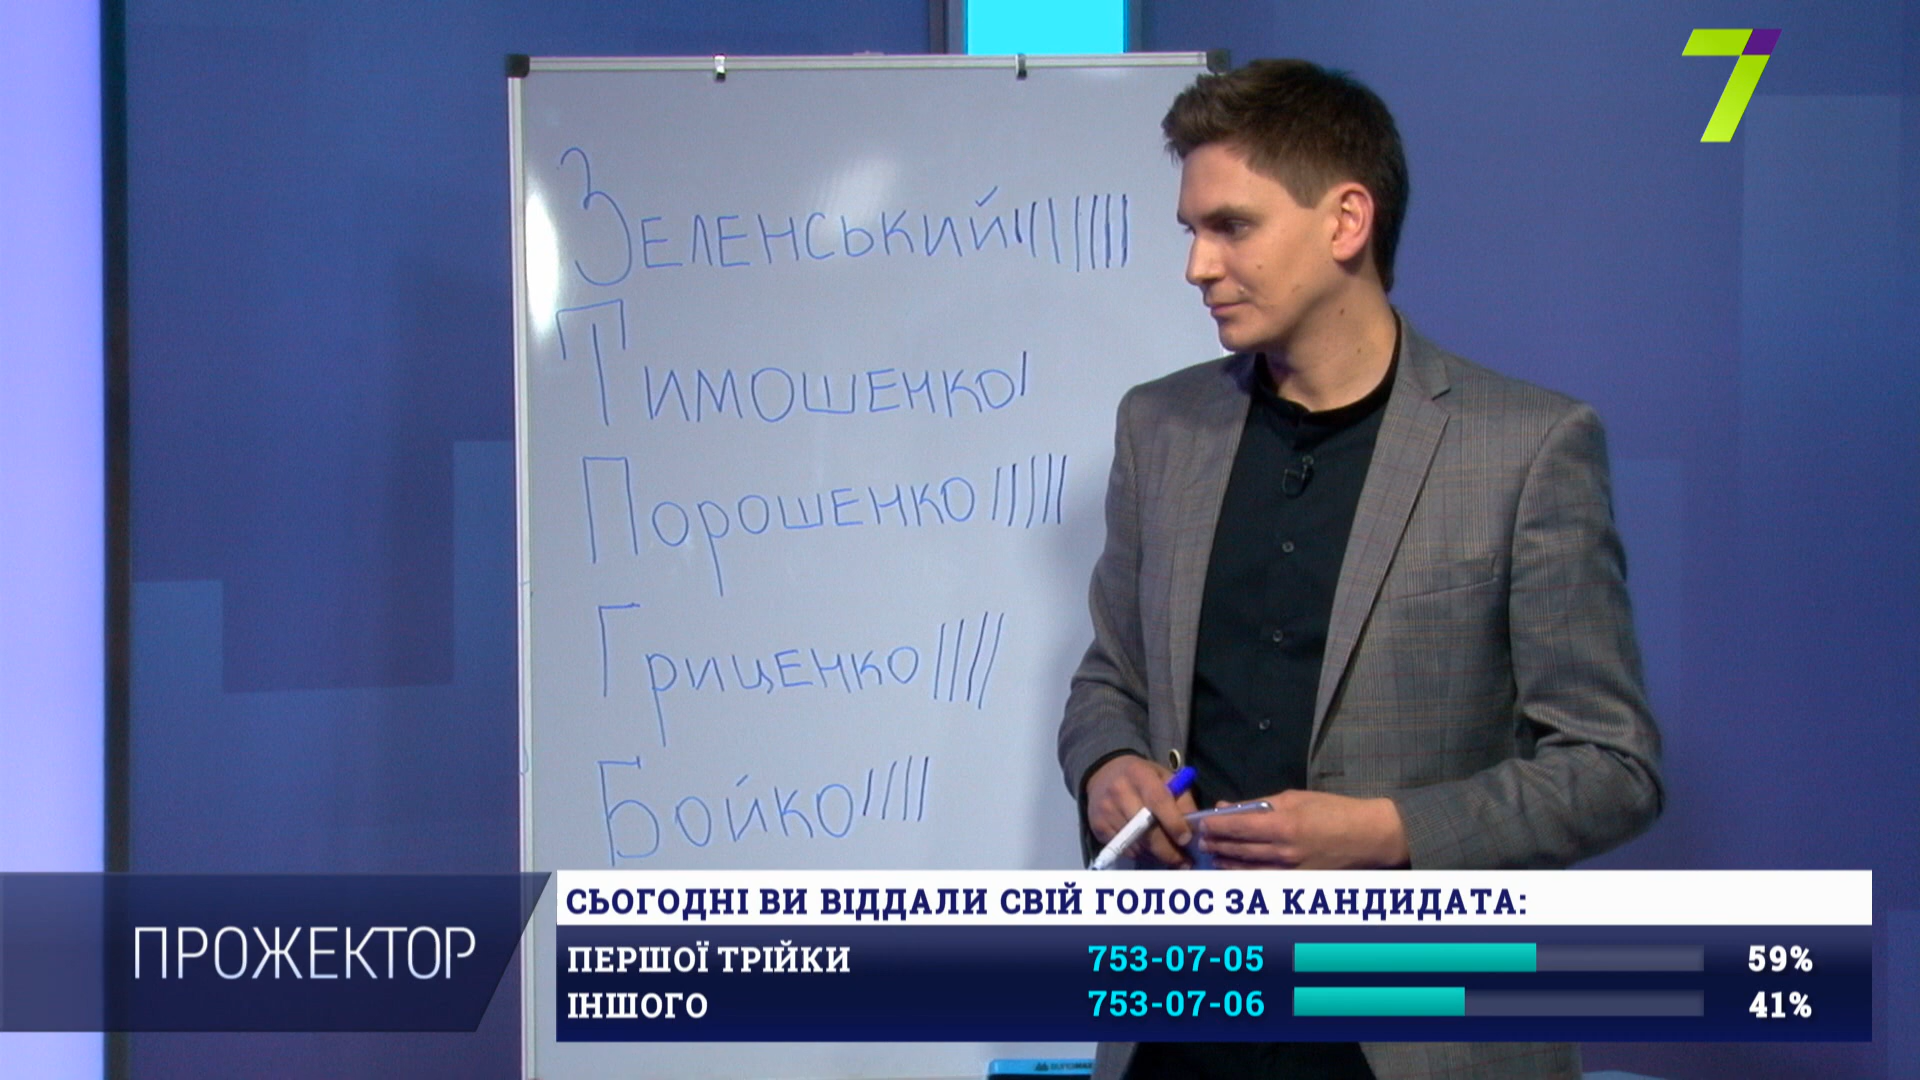 7
Зеленський
Тимошенко
Порошенко
Гриценко
Бойко
ПРОЖЕКТОР
СЬОГОДНІ ВИ ВІДДАЛИ СВІЙ ГОЛОС ЗА КАНДИДАТА:
ПЕРШОЇ ТРІЙКИ 753-07-05 59%
ІНШОГО 753-07-06 41%